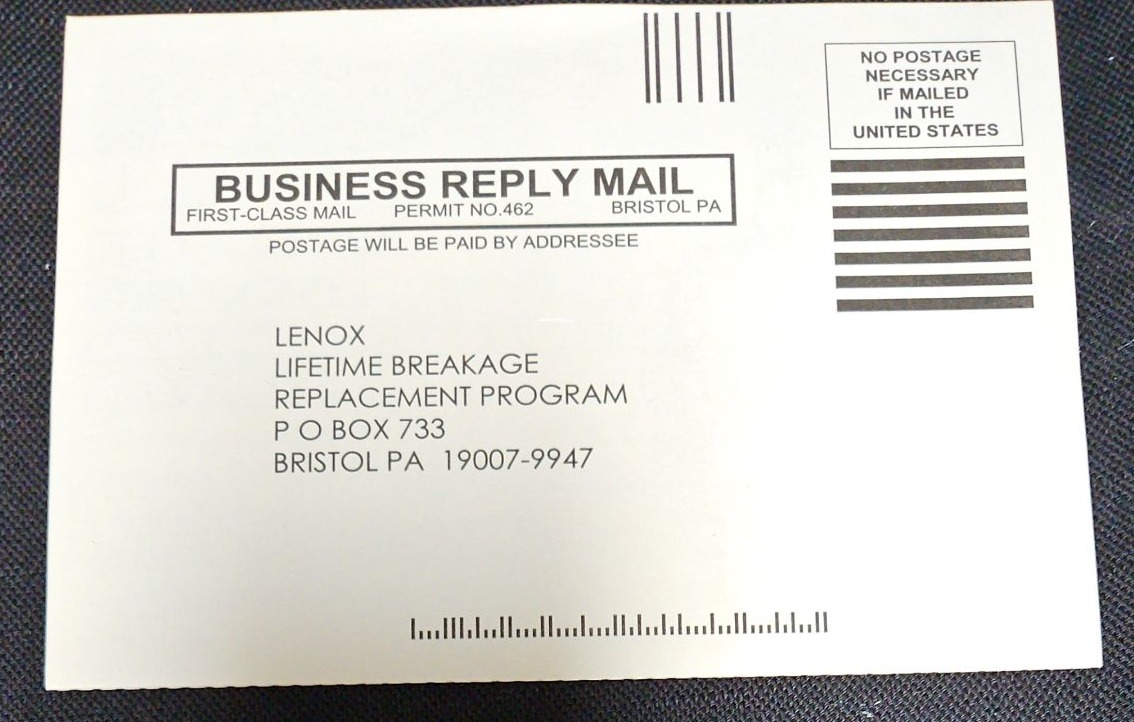 NO POSTAGE
NECESSARY
IF MAILED
IN THE
UNITED STATES
BUSINESS REPLY MAIL
FIRST-CLASS MAIL PERMIT NO.462 BRISTOL PA
POSTAGE WILL BE PAID BY ADDRESSEE
LENOX
LIFETIME BREAKAGE
REPLACEMENT PROGRAM
P O BOX 733
BRISTOL PA 19007-9947